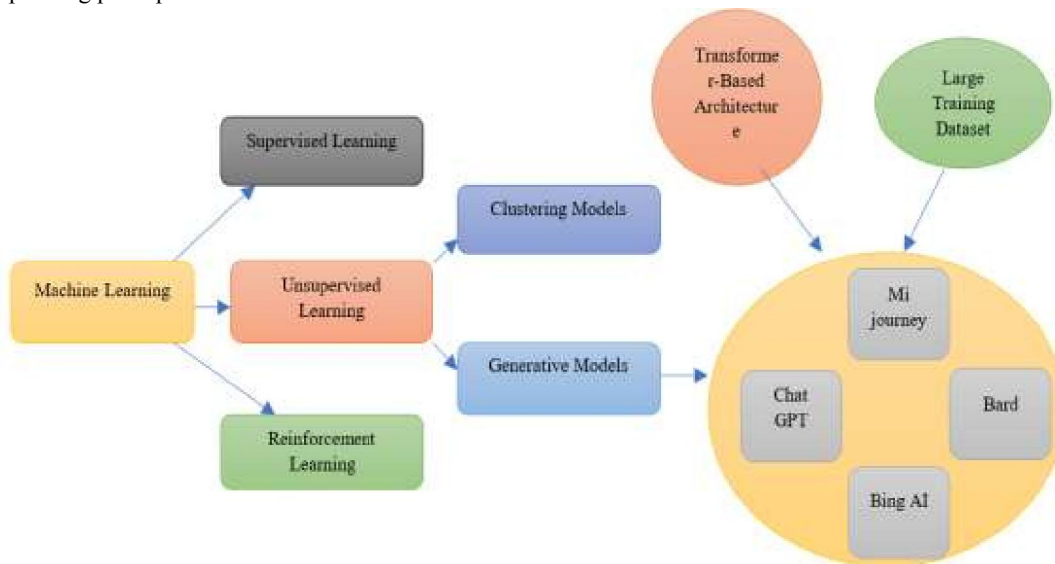 Transforme
r-Based
Architectur
e
Large
Training
Dataset
Supervised Learning
Clustering Models
Machine Learning
Unsupervised
Learning
Mi
journey
Generative Models
Chat
GPT
Bard
Reinforcement
Learning
Bing AI